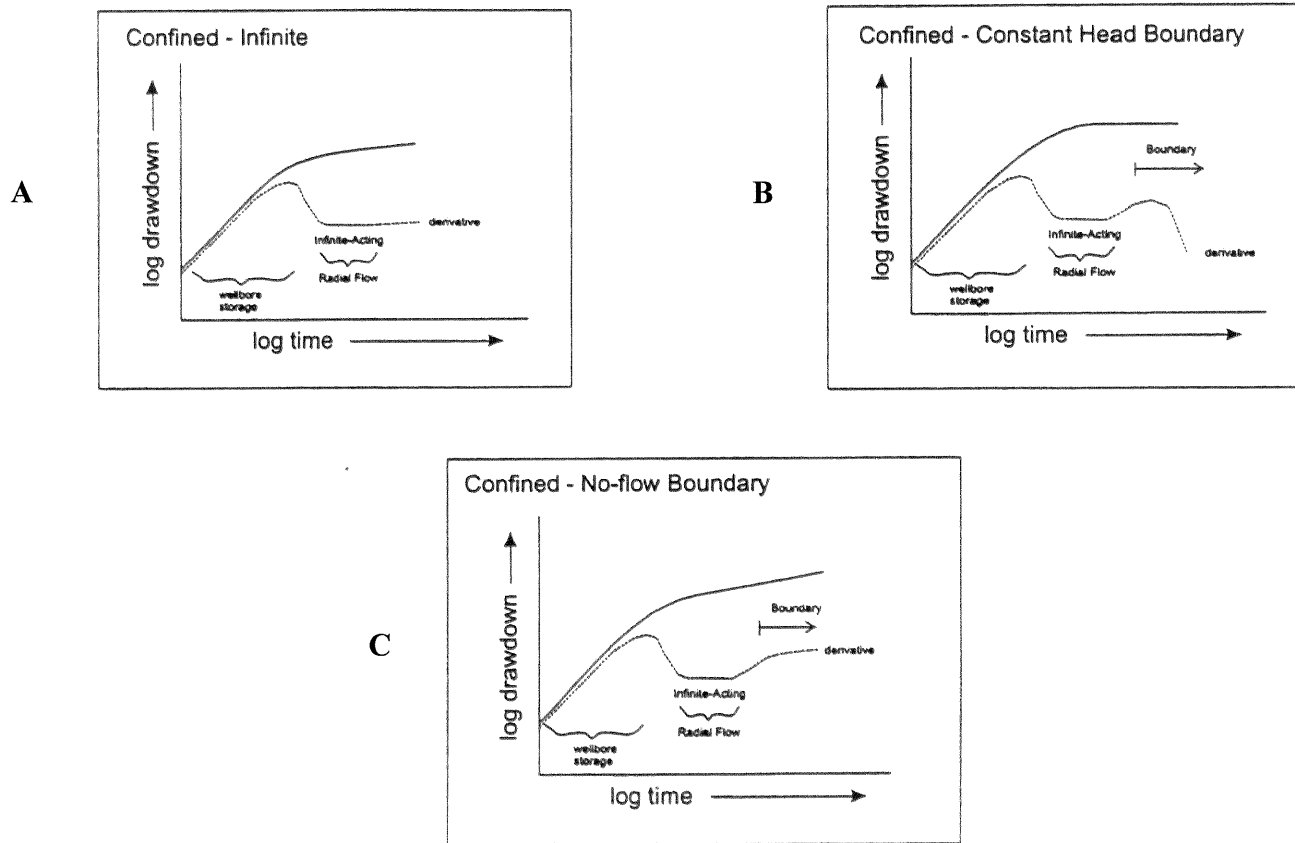 A
Confined - Infinite
log drawdown
derivative
Infinite-Acting
Radial Flow
wellbore
storage
log time
B
Confined - Constant Head Boundary
log drawdown
Boundary
derivative
Infinite-Acting
Radial Flow
wellbore
storage
log time
C
Confined - No-flow Boundary
log drawdown
Boundary
derivative
Infinite-Acting
Radial Flow
wellbore
storage
log time